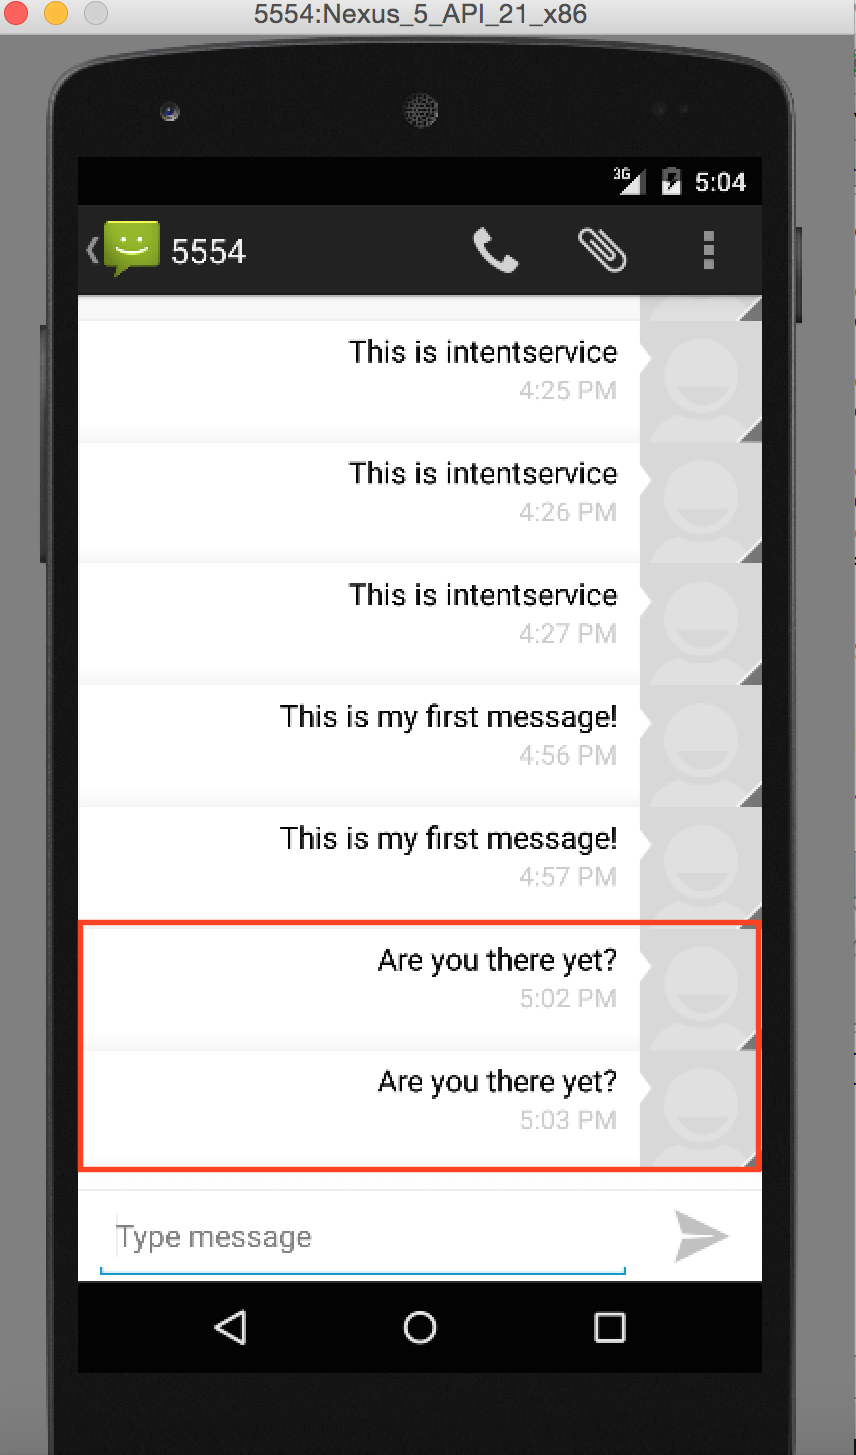 5554:Nexus_5_API_21_x86
3G 5:04
5554
This is intentservice
4:25 PM
This is intentservice
4:26 PM
This is intentservice
4:27 PM
This is my first message!
4:56 PM
This is my first message!
4:57 PM
Are you there yet?
5:02 PM
Are you there yet?
5:03 PM
Type message